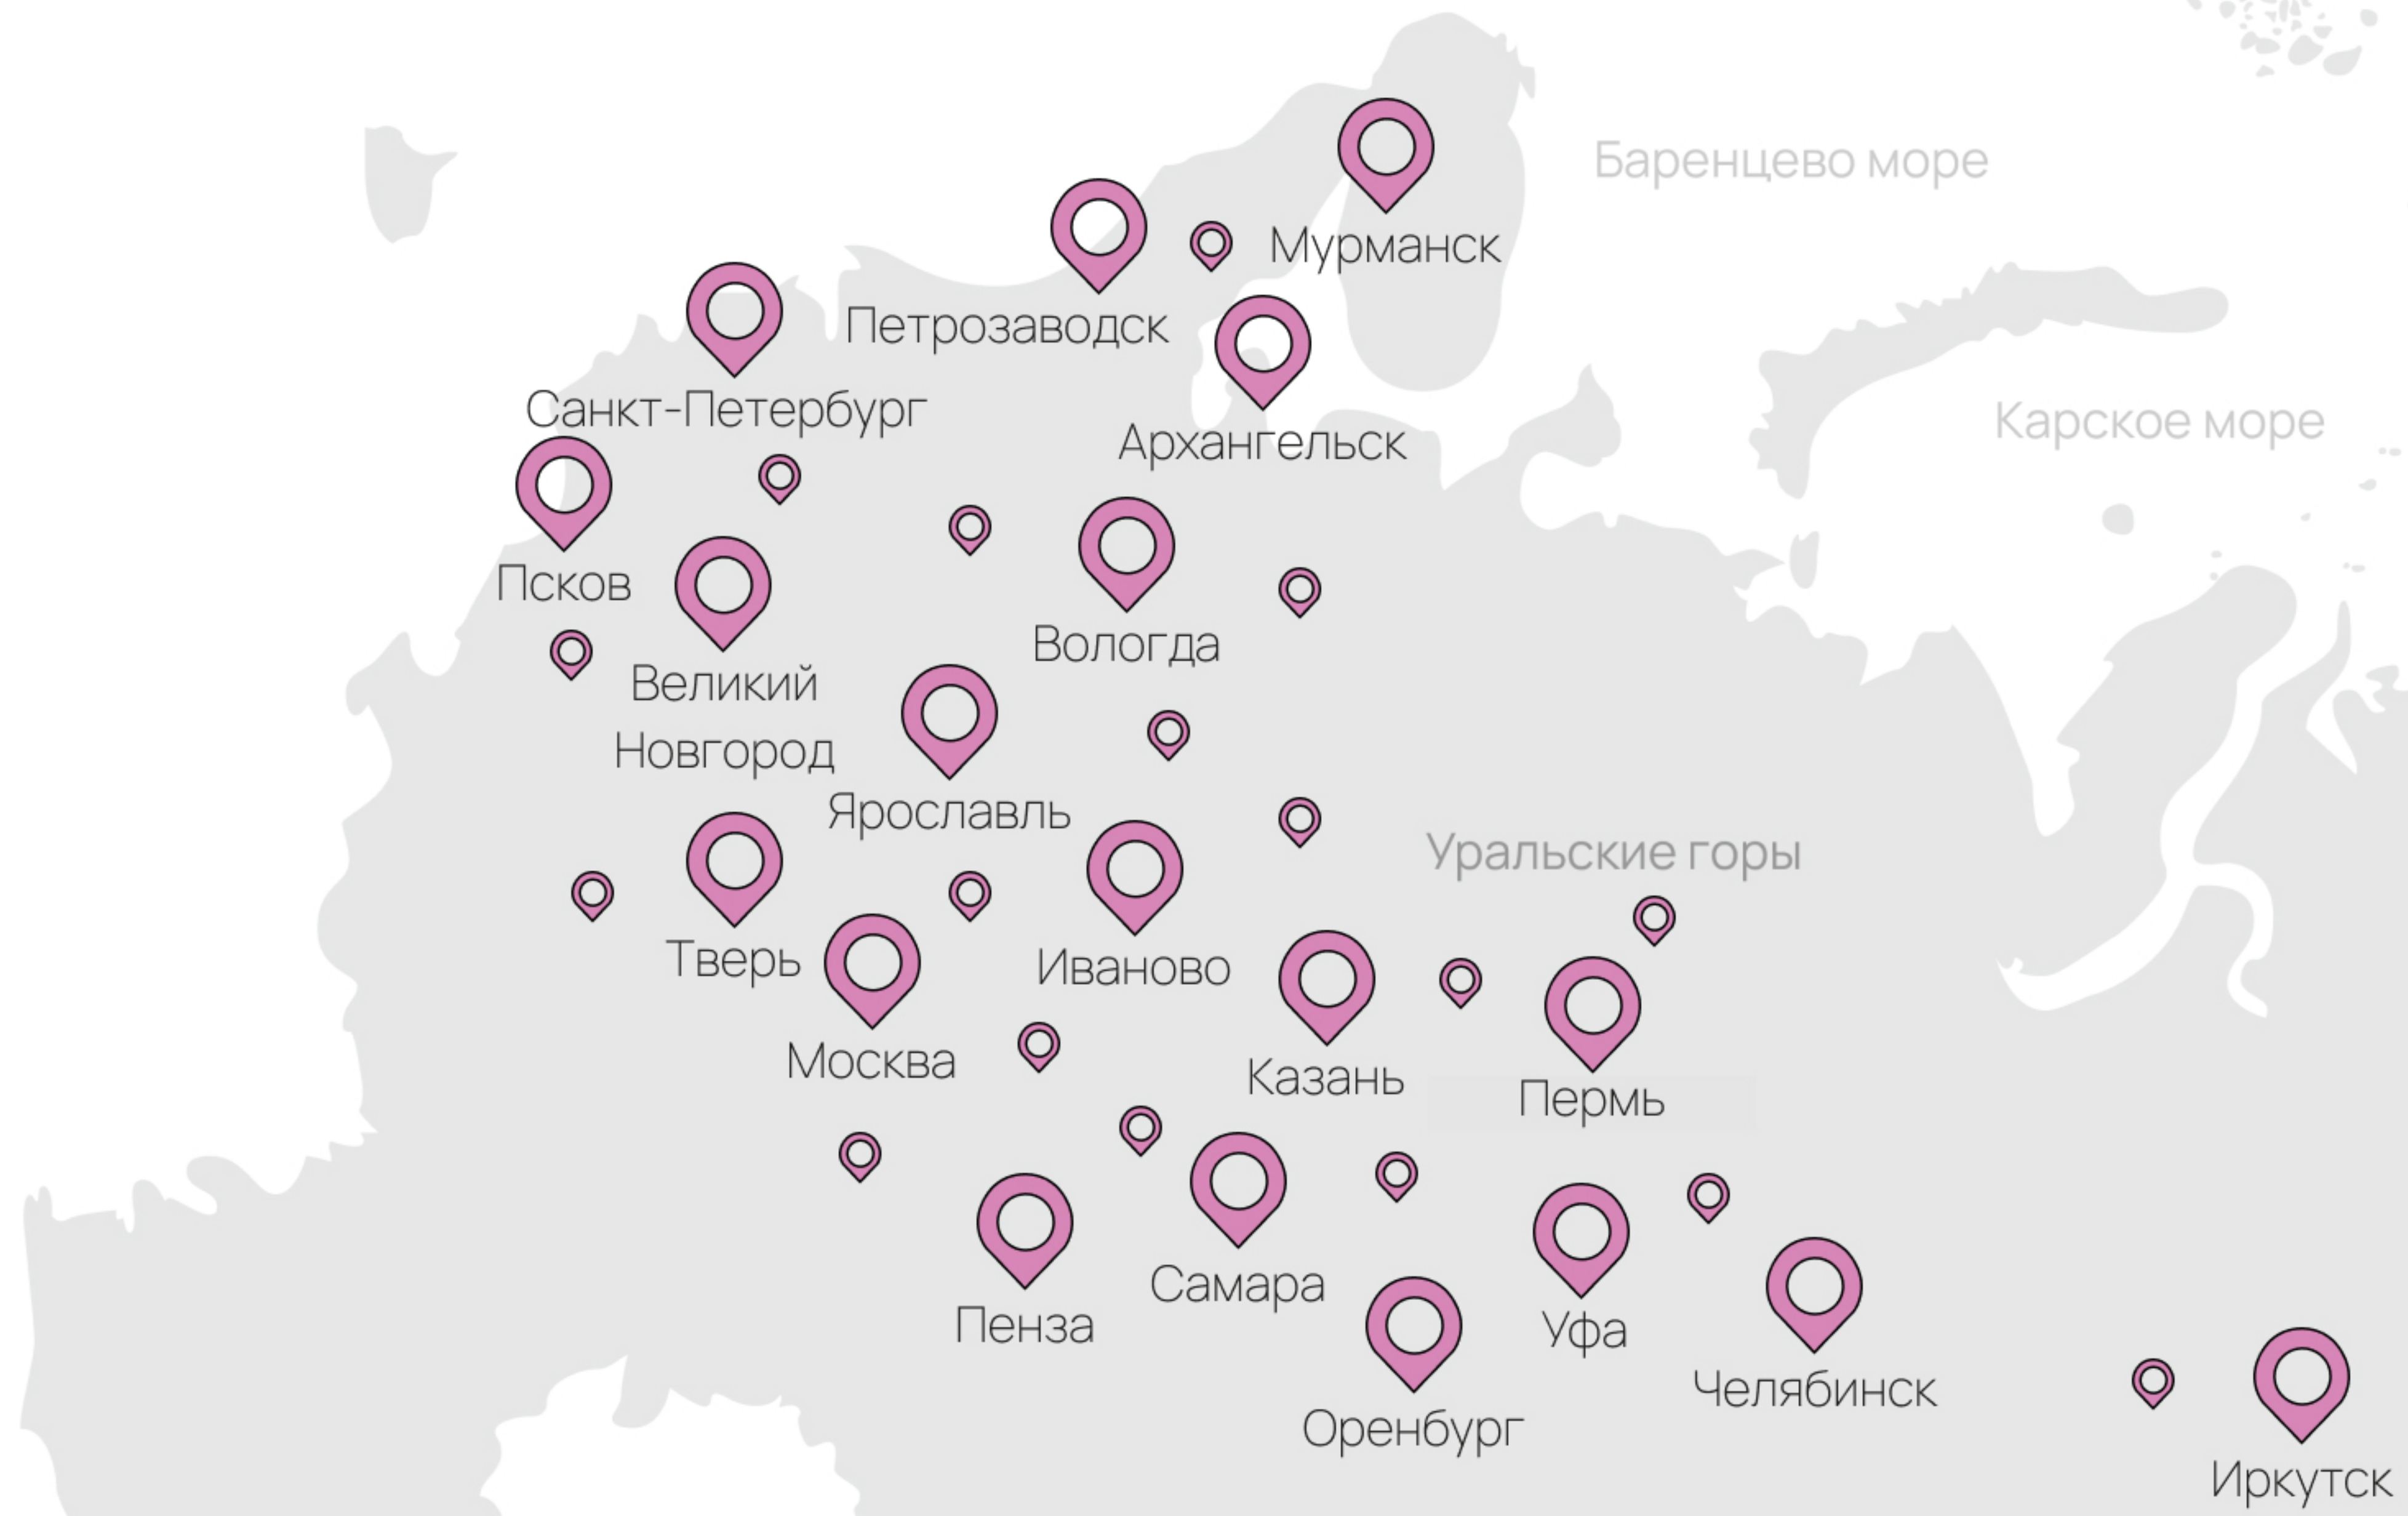 Баренцево море
Мурманск
Петрозаводск
Санкт-Петербург
Карское море
Архангельск
Псков
Вологда
Великий
Новгород
Ярославль
Уральские горы
Тверь
Иваново
Москва
Казань
Пермь
Самара
Пенза
Уфа
Челябинск
Оренбург
Иркутск